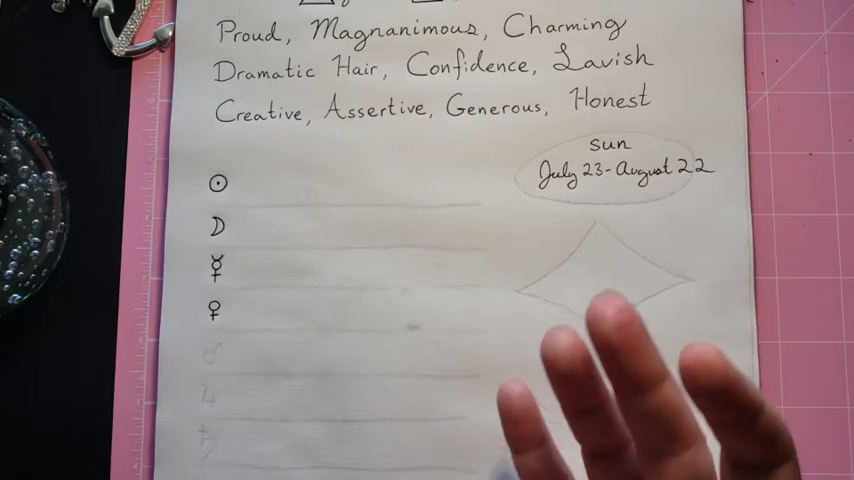 Proud, Magnanimous, Charming
Dramatic Hair, Confidence, Lavish
Creative, Assertive, Generous, Honest
sun
July 23-August 22
☉
☽
☿
♀
♂
♃
♄